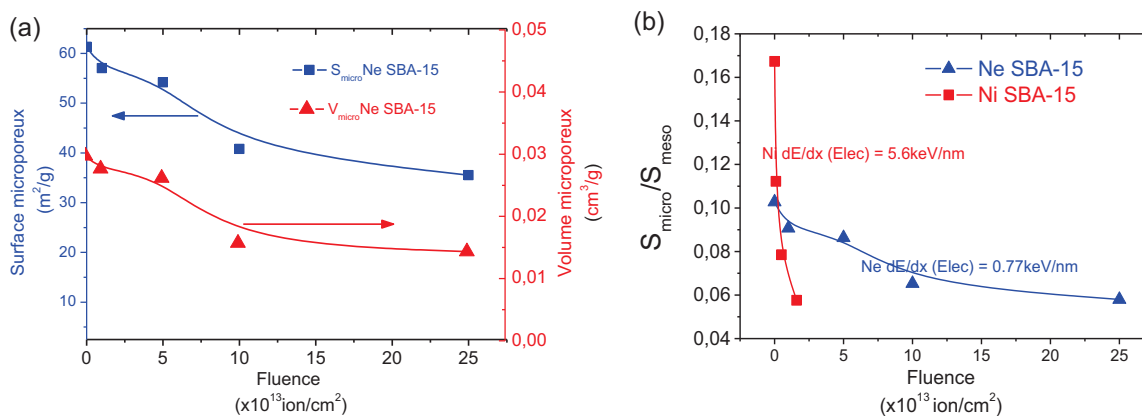 (a)
Surface microporeux
(m²/g)
60
50
40
30
20
10
0,05
0,04
0,03
0,02
0,01
0,00
Volume microporeux
(cm³/g)
S_micro Ne SBA-15
V_micro Ne SBA-15
0 5 10 15 20 25
Fluence
(x10¹³ ion/cm²)
(b)
S_micro/S_meso
0,18
0,16
0,14
0,12
0,10
0,08
0,06
0,04
Ne SBA-15
Ni SBA-15
Ni dE/dx (Elec) = 5.6keV/nm
Ne dE/dx (Elec) = 0.77keV/nm
0 5 10 15 20 25
Fluence
(x10¹³ ion/cm²)